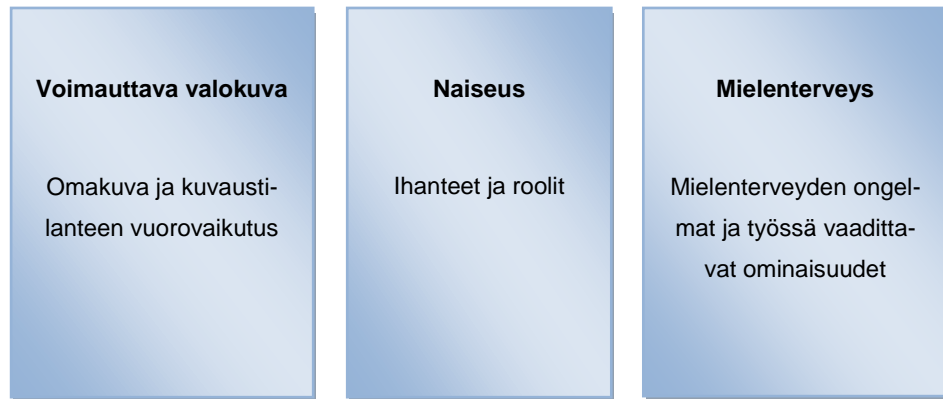 Voimauttava valokuva
Omakuva ja kuvausti-
lanteen vuorovaikutus
Naiseus
Ihanteet ja roolit
Mielenterveys
Mielenterveyden ongel-
mat ja työssä vaaditta-
vat ominaisuudet